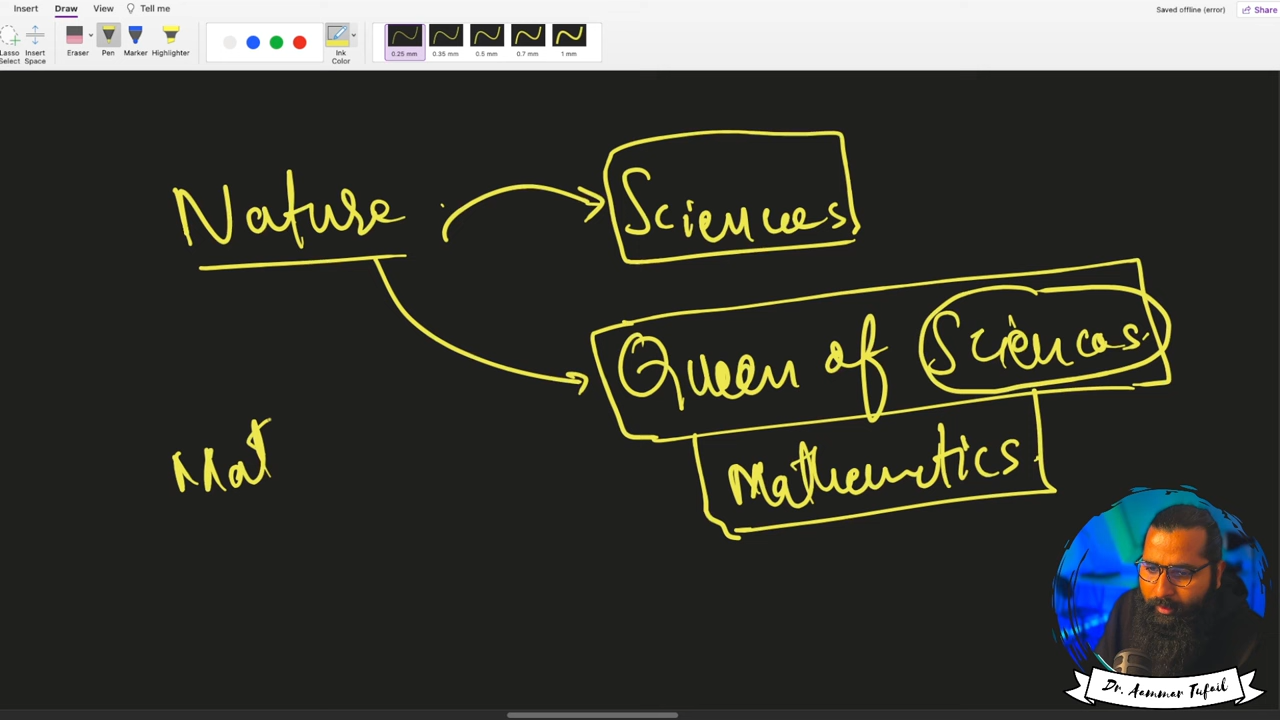 Insert Draw View Tell me Saved offline (error) Share
Lasso Select
Insert Space
Eraser
Pen
Marker
Highlighter
Ink Color
0.25 mm 0.35 mm 0.5 mm 0.7 mm 1 mm
Nature
Sciences
Queen of Sciences
Mathematics
Mat
Dr. Aammar Tufail